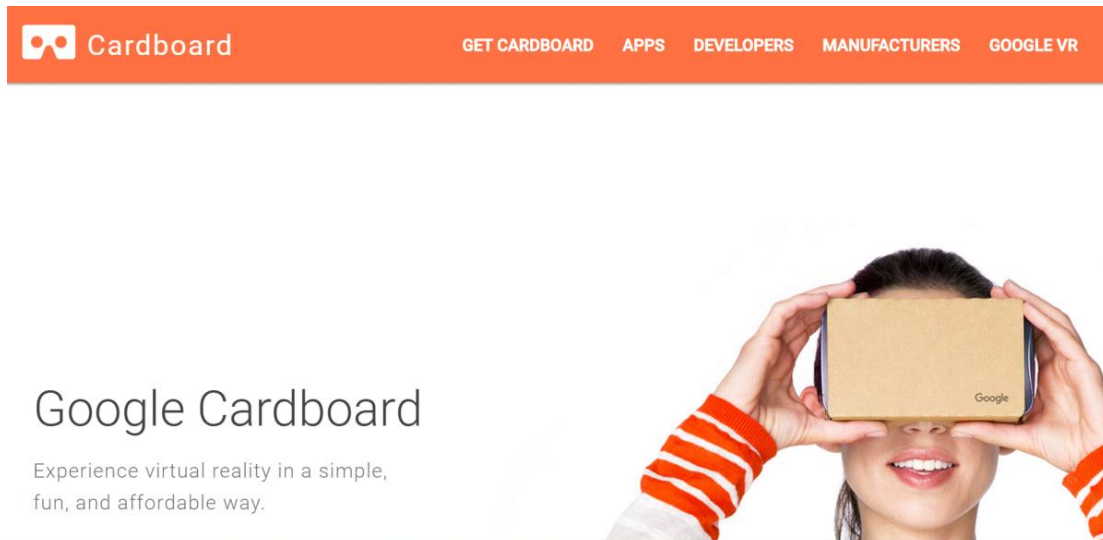 Cardboard
GET CARDBOARD APPS DEVELOPERS MANUFACTURERS GOOGLE VR
Google
Google Cardboard
Experience virtual reality in a simple,
fun, and affordable way.